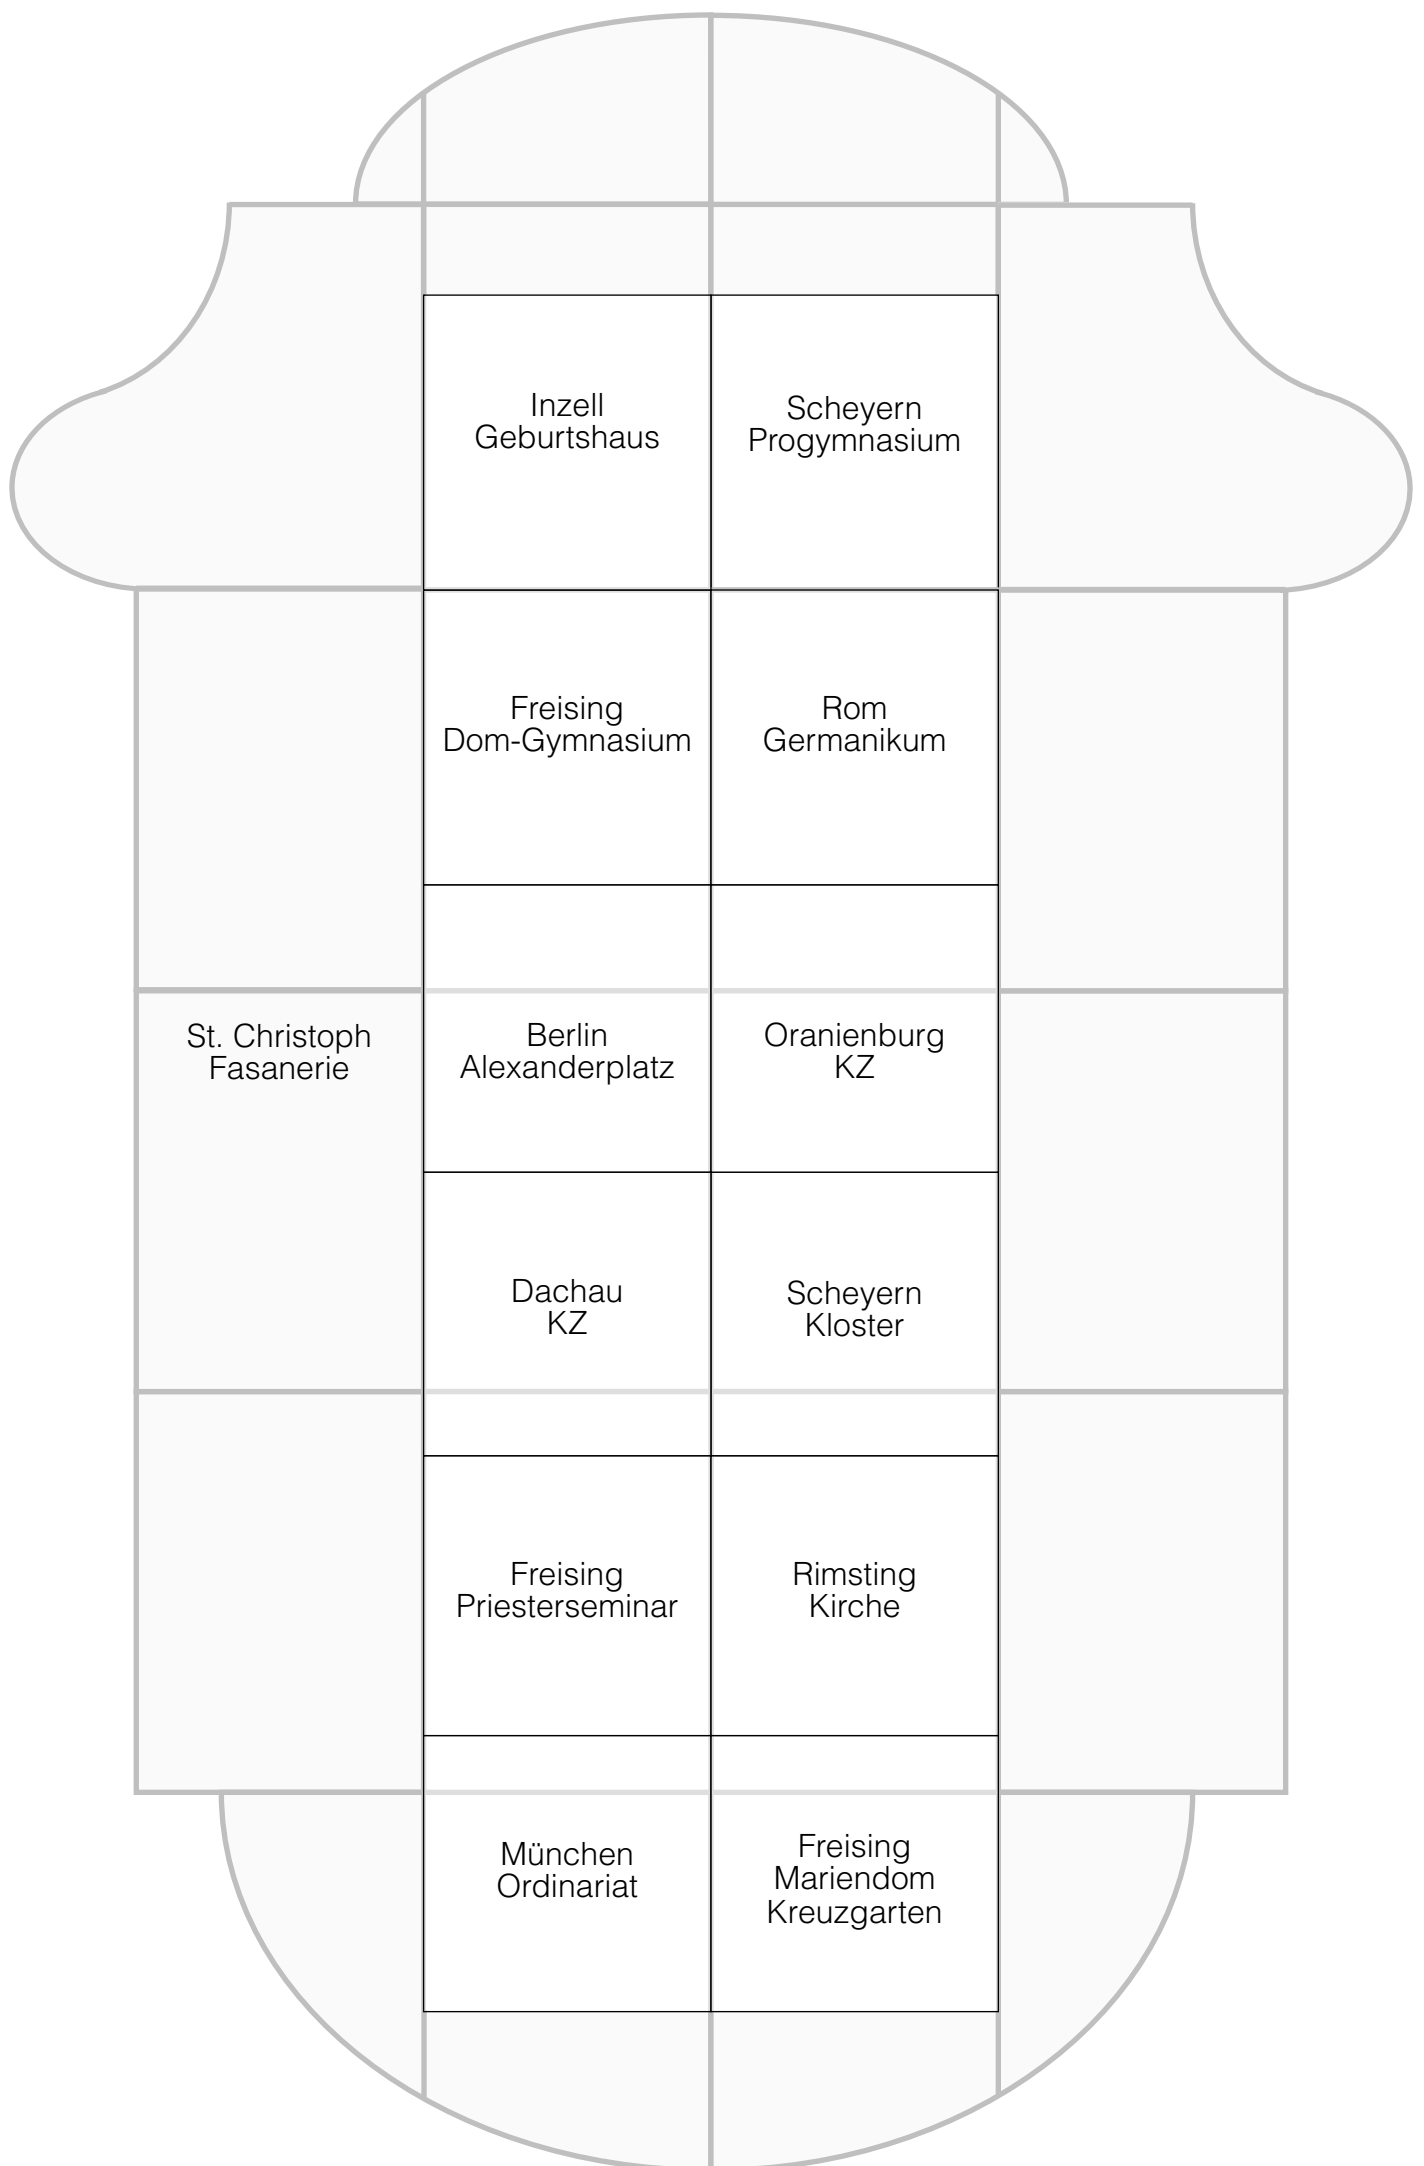 Inzell
Geburtshaus
Scheyern
Progymnasium
Freising
Dom-Gymnasium
Rom
Germanikum
St. Christoph
Fasanerie
Berlin
Alexanderplatz
Oranienburg
KZ
Dachau
KZ
Scheyern
Kloster
Freising
Priesterseminar
Rimsting
Kirche
München
Ordinariat
Freising
Mariendom
Kreuzgarten